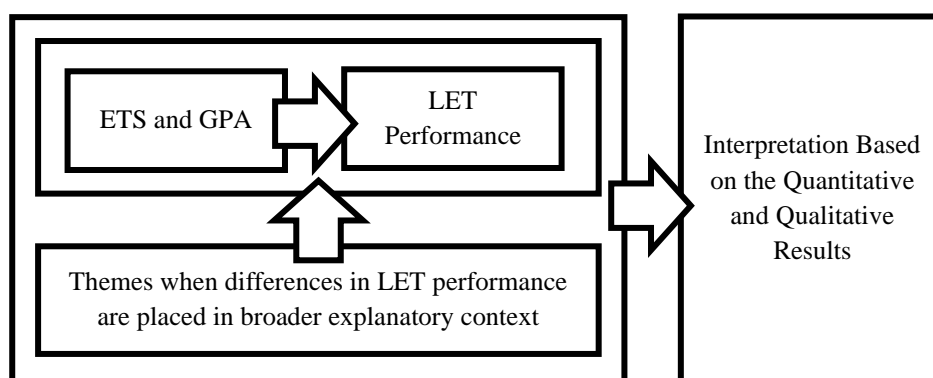 ETS and GPA
LET
Performance
Themes when differences in LET performance
are placed in broader explanatory context
Interpretation Based
on the Quantitative
and Qualitative
Results